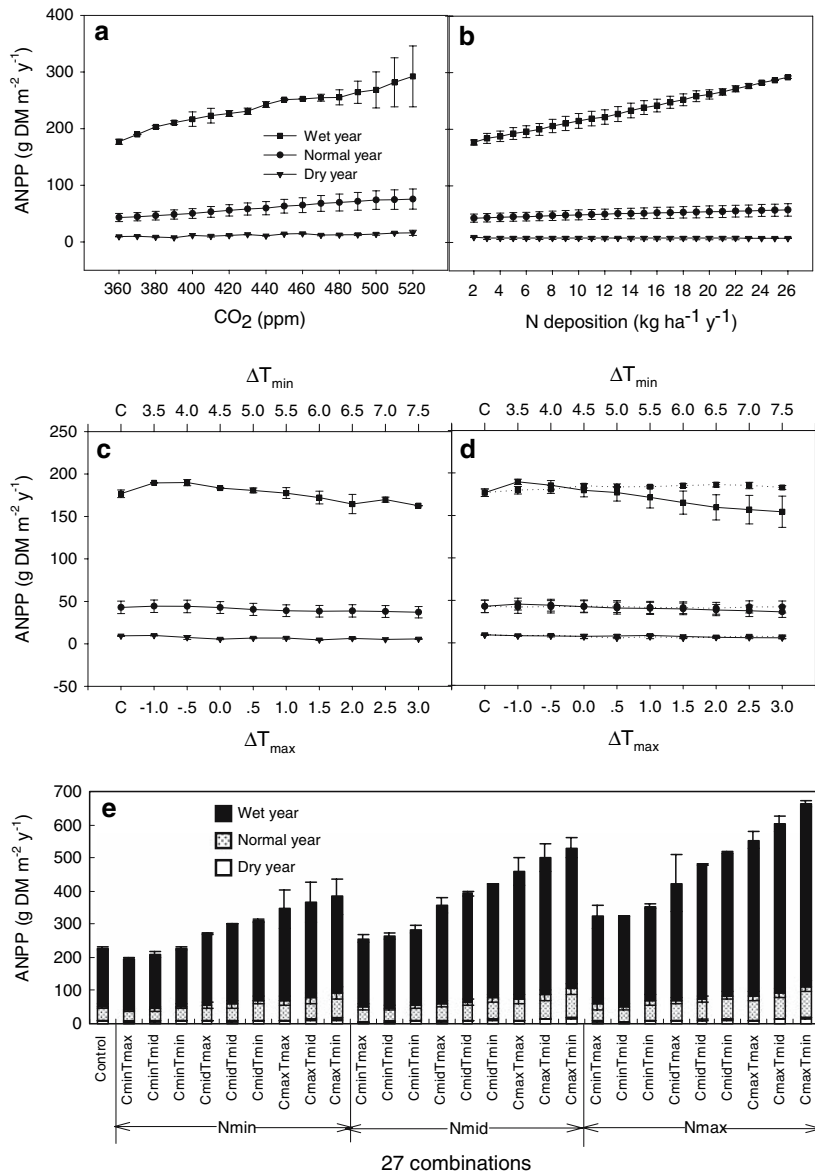 a
400
300
200
100
0
ANPP (g DM m-2 y-1)
Wet year
Normal year
Dry year
360 380 400 420 440 460 480 500 520
CO2 (ppm)
b
2 4 6 8 10 12 14 16 18 20 22 24 26
N deposition (kg ha-1 y-1)
ΔTmin
C 3.5 4.0 4.5 5.0 5.5 6.0 6.5 7.0 7.5
c
250
200
150
100
50
0
-50
ANPP (g DM m-2 y-1)
C -1.0 -.5 0.0 .5 1.0 1.5 2.0 2.5 3.0
ΔTmax
ΔTmin
C 3.5 4.0 4.5 5.0 5.5 6.0 6.5 7.0 7.5
d
C -1.0 -.5 0.0 .5 1.0 1.5 2.0 2.5 3.0
ΔTmax
e
700
600
500
400
300
200
100
0
ANPP (g DM m-2 y-1)
Wet year
Normal year
Dry year
Control
CminTmax
CminTmid
CminTmin
CmidTmax
CmidTmid
CmidTmin
CmaxTmax
CmaxTmid
CmaxTmin
CminTmax
CminTmid
CminTmin
CmidTmax
CmidTmid
CmidTmin
CmaxTmax
CmaxTmid
CmaxTmin
CminTmax
CminTmid
CminTmin
CmidTmax
CmidTmid
CmidTmin
CmaxTmax
CmaxTmid
CmaxTmin
Nmin Nmid Nmax
27 combinations